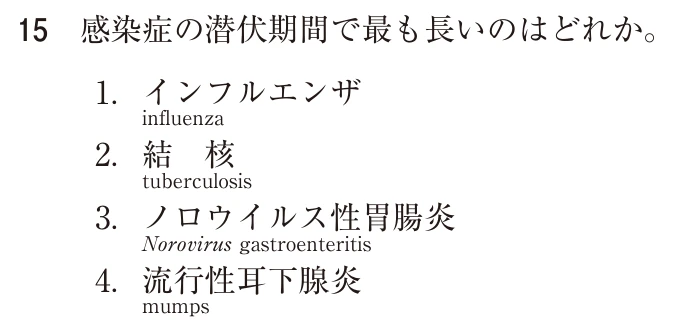 15 感染症の潜伏期間で最も長いのはどれか。
1. インフルエンザ
influenza
2. 結 核
tuberculosis
3. ノロウイルス性胃腸炎
Norovirus gastroenteritis
4. 流行性耳下腺炎
mumps